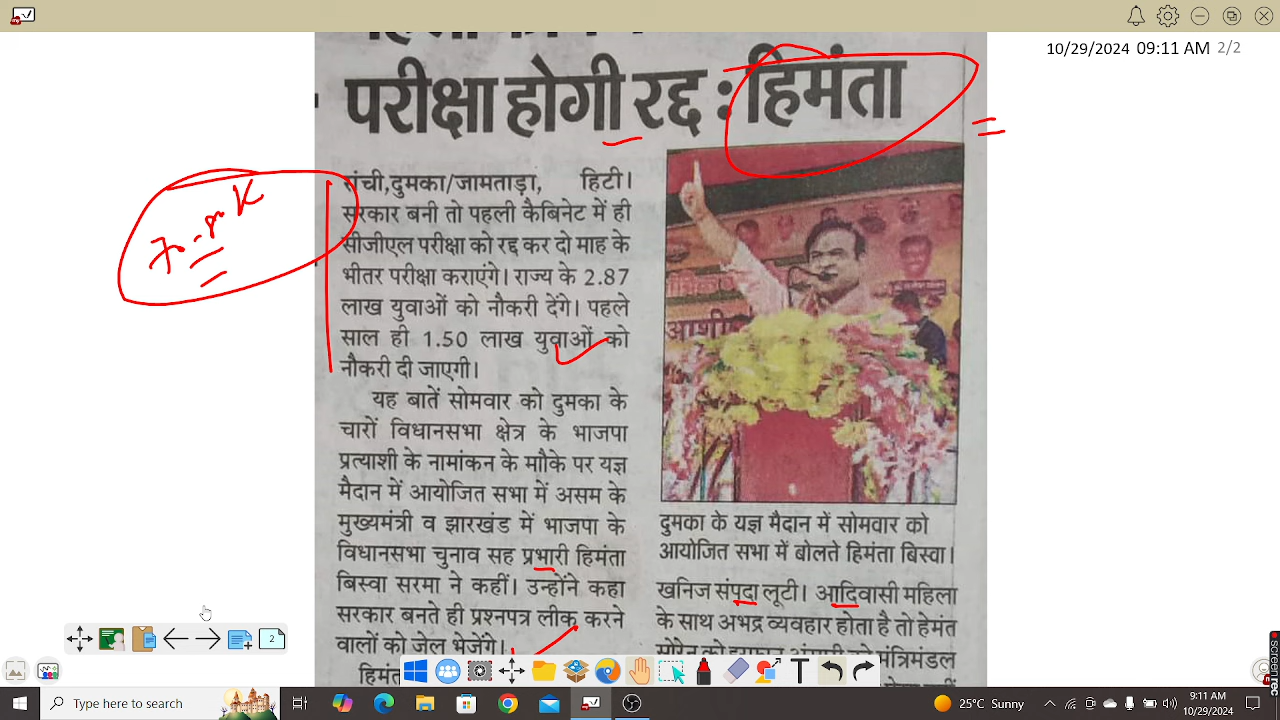 10/29/2024 09:11 AM 2/2
परीक्षा होगी रद्द : हिमंता
रांची,दुमका/जामताड़ा, हिटी।
सरकार बनी तो पहली कैबिनेट में ही
सीजीएल परीक्षा को रद्द कर दो माह के
भीतर परीक्षा कराएंगे। राज्य के 2.87
लाख युवाओं को नौकरी देंगे। पहले
साल ही 1.50 लाख युवाओं को
नौकरी दी जाएगी।
यह बातें सोमवार को दुमका के
चारों विधानसभा क्षेत्र के भाजपा
प्रत्याशी के नामांकन के माौके पर यज्ञ
मैदान में आयोजित सभा में असम के
मुख्यमंत्री व झारखंड में भाजपा के
विधानसभा चुनाव सह प्रभारी हिमंता
बिस्वा सरमा ने कहीं। उन्होंने कहा
सरकार बनते ही प्रश्नपत्र लीक करने
वालों को जेल भेजेंगे।
हिमंत
दुमका के यज्ञ मैदान में सोमवार को
आयोजित सभा में बोलते हिमंता बिस्वा।
खनिज संपदा लूटी। आदिवासी महिला
के साथ अभद्र व्यवहार होता है तो हेमंत
मंत्रिमंडल
2
Type here to search
25°C Sunny
9:11 AM
10/29/2024